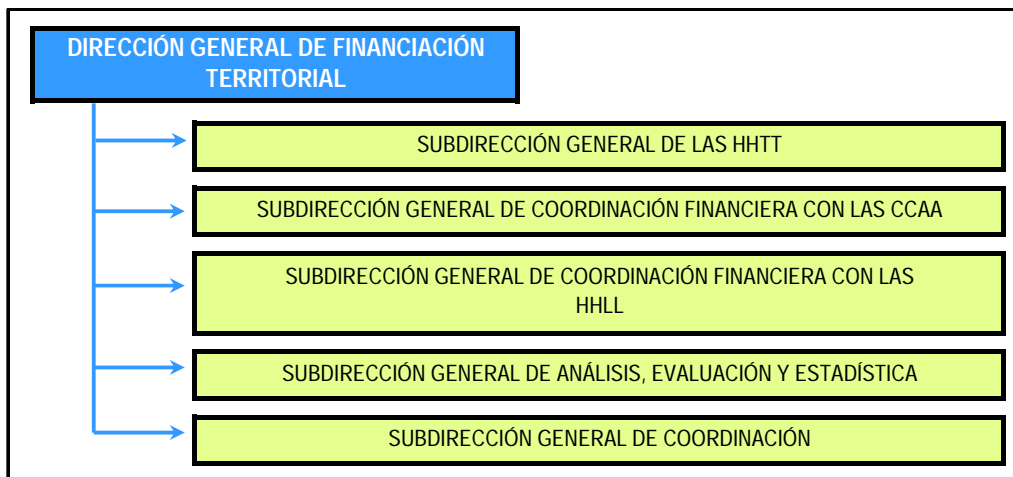 DIRECCIÓN GENERAL DE FINANCIACIÓN
TERRITORIAL
SUBDIRECCIÓN GENERAL DE LAS HHTT
SUBDIRECCIÓN GENERAL DE COORDINACIÓN FINANCIERA CON LAS CCAA
SUBDIRECCIÓN GENERAL DE COORDINACIÓN FINANCIERA CON LAS
HHLL
SUBDIRECCIÓN GENERAL DE ANÁLISIS, EVALUACIÓN Y ESTADÍSTICA
SUBDIRECCIÓN GENERAL DE COORDINACIÓN